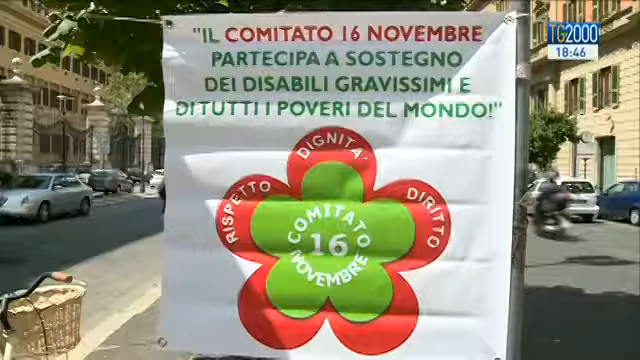 "IL COMITATO 16 NOVEMBRE
PARTECIPA A SOSTEGNO
DEI DISABILI GRAVISSIMI E
DI TUTTI I POVERI DEL MONDO!"
DIGNITA'
RISPETTO
DIRITTO
COMITATO
16
NOVEMBRE
TG2000
18:46